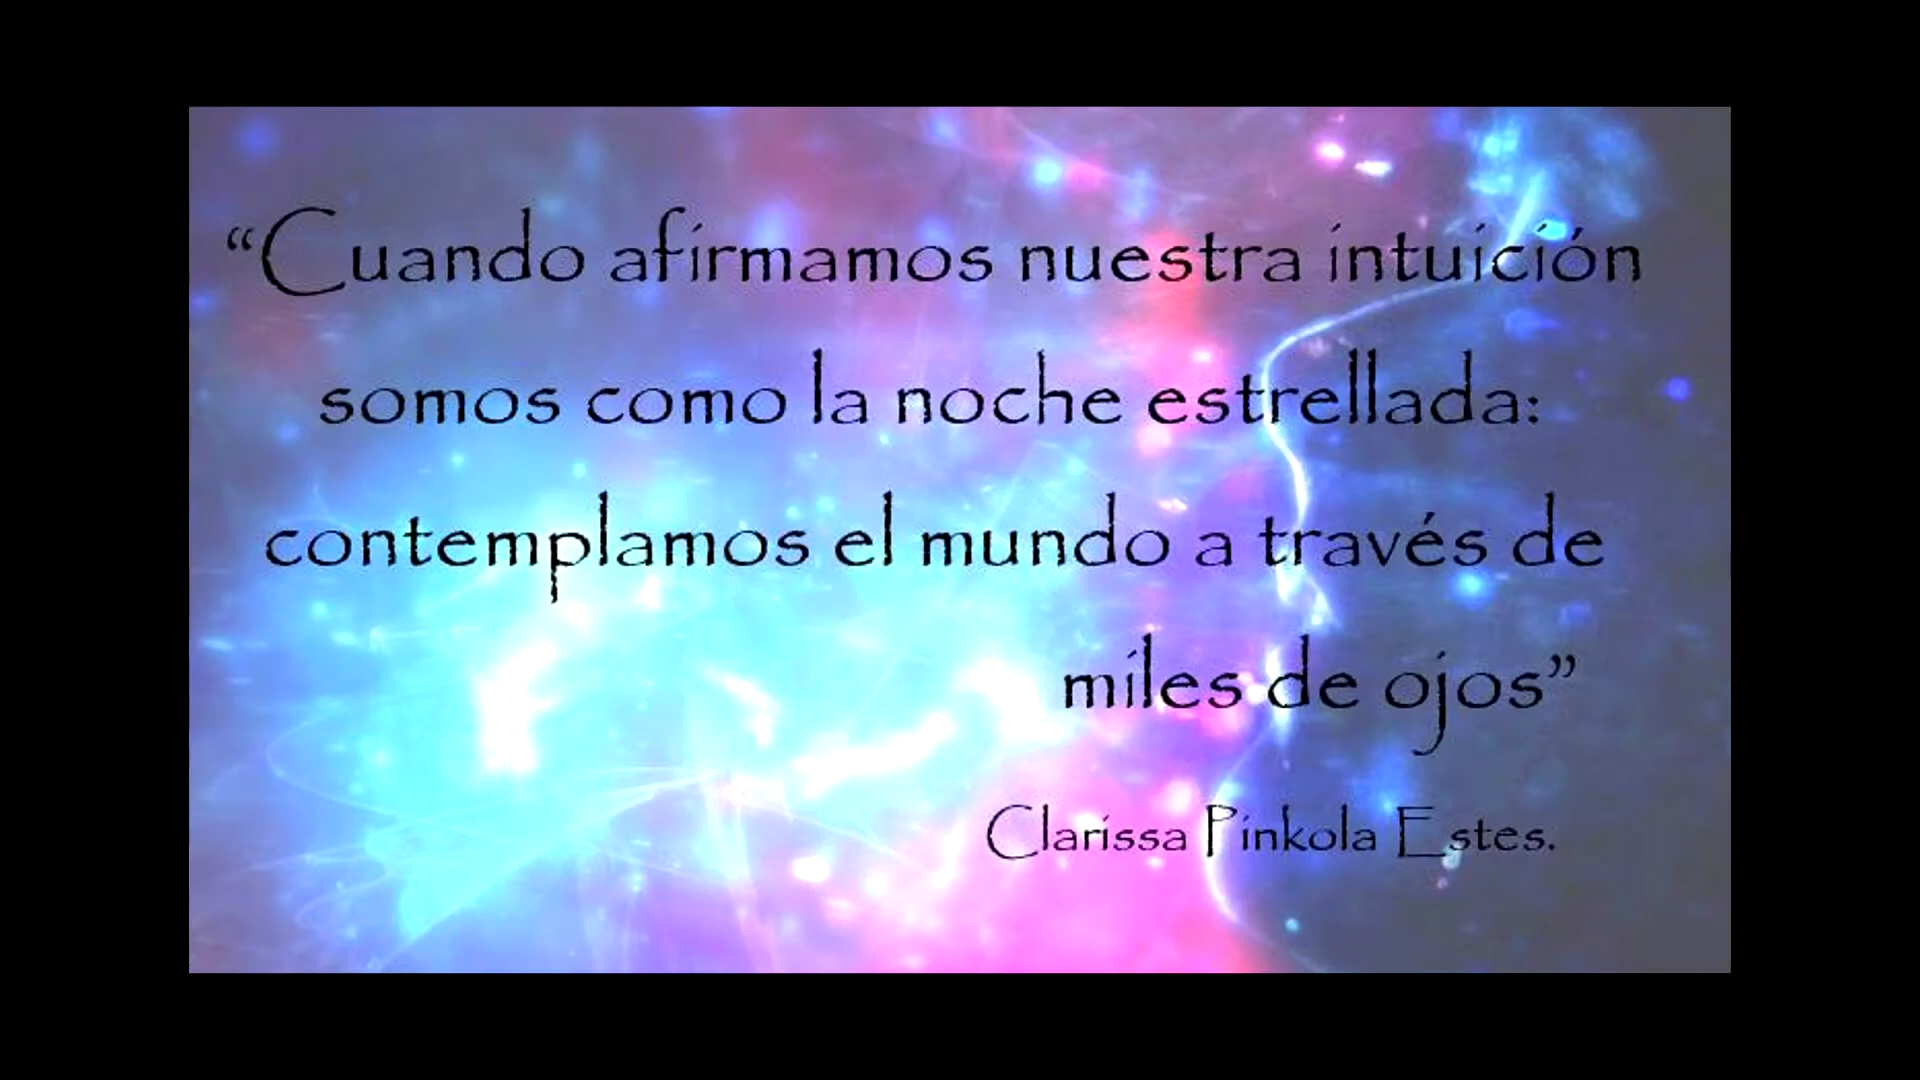 “Cuando afirmamos nuestra intuición
somos como la noche estrellada:
contemplamos el mundo a través de
miles de ojos”
Clarissa Pinkola Estes.